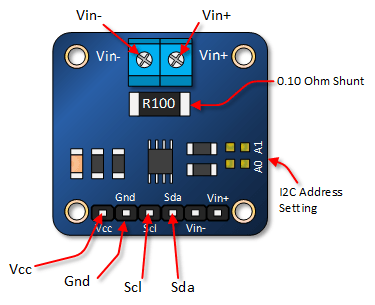 Vin-
Vin+
Vin-
Vin+
R100
0.10 Ohm Shunt
A1
A0
I2C Address
Setting
Gnd
Sda
Vin+
Vcc
Scl
Vin-
Vcc
Gnd
Scl
Sda